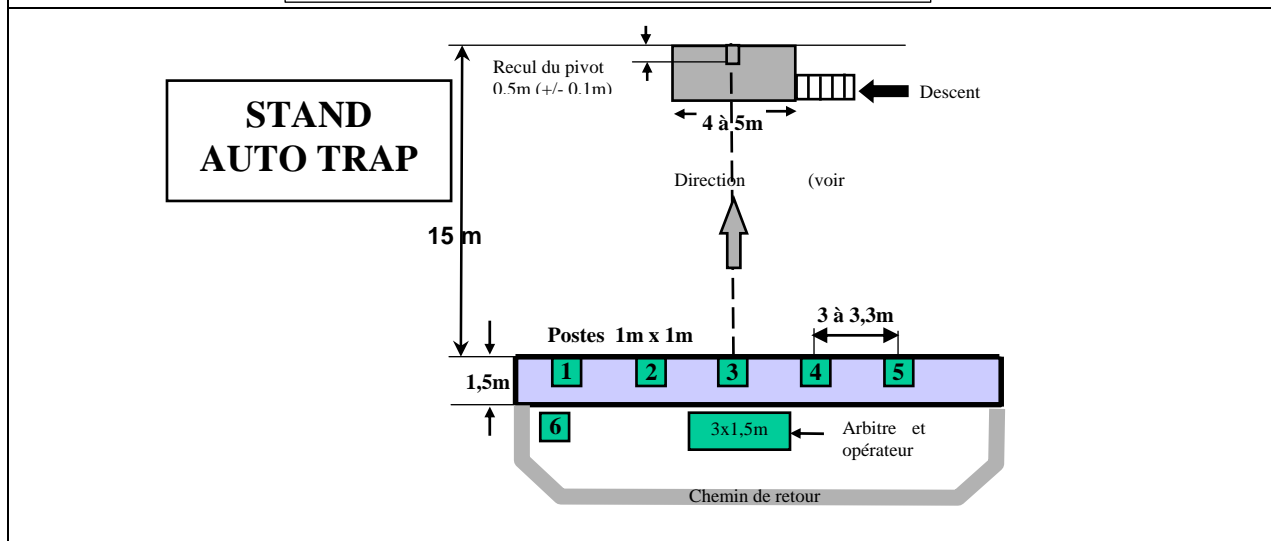 Recul du pivot
0.5m (+/- 0.1m)
Descent
STAND
AUTO TRAP
4 à 5m
Direction (voir
15 m
3 à 3,3m
Postes 1m x 1m
1 2 3 4 5
1,5m
6
3x1,5m
Arbitre et
opérateur
Chemin de retour